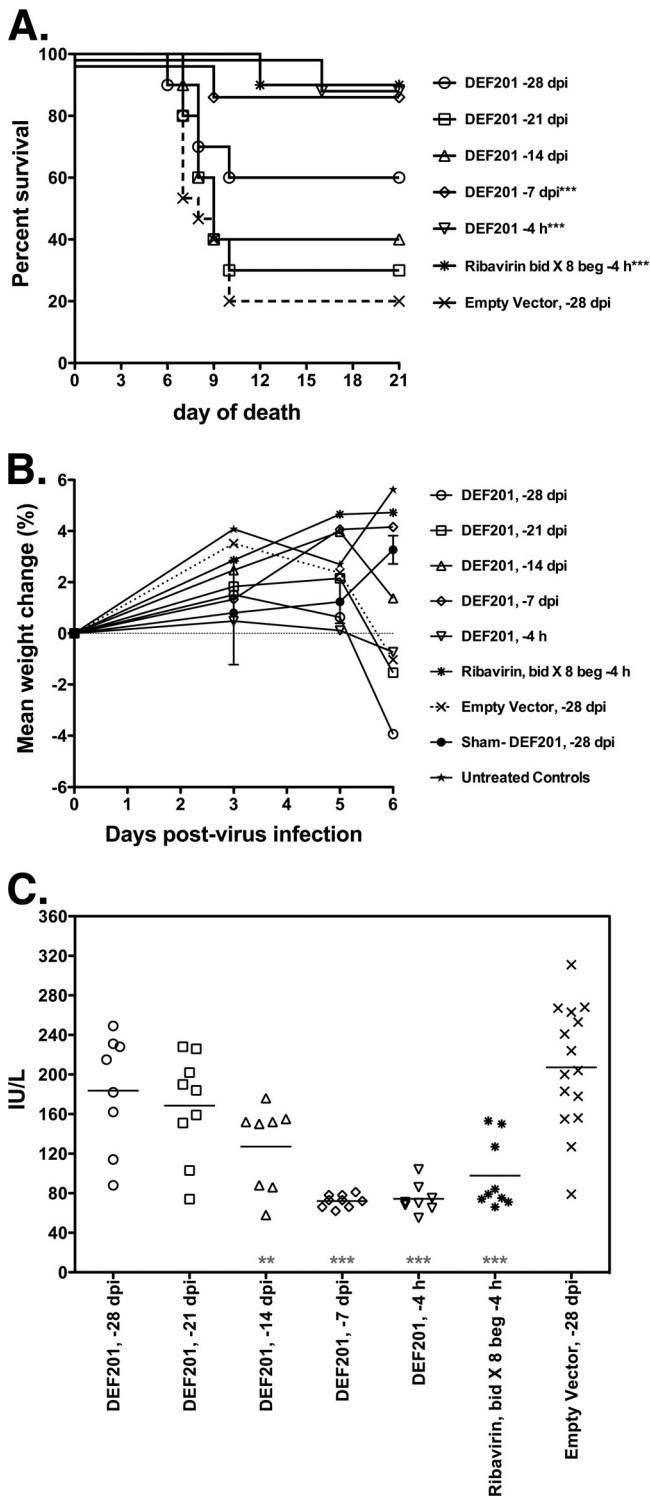 A.
100
80
60
40
20
0
Percent survival
0 3 6 9 12 15 18 21
day of death
DEF201 -28 dpi
DEF201 -21 dpi
DEF201 -14 dpi
DEF201 -7 dpi***
DEF201 -4 h***
Ribavirin bid X 8 beg -4 h***
Empty Vector, -28 dpi
B.
6
4
2
0
-2
-4
-6
Mean weight change (%)
0 1 2 3 4 5 6
Days post-virus infection
DEF201, -28 dpi
DEF201, -21 dpi
DEF201, -14 dpi
DEF201, -7 dpi
DEF201, -4 h
Ribavirin, bid X 8 beg -4 h
Empty Vector, -28 dpi
Sham- DEF201, -28 dpi
Untreated Controls
C.
360
320
280
240
200
160
120
80
40
0
IU/L
** *** *** ***
DEF201, -28 dpi
DEF201, -21 dpi
DEF201, -14 dpi
DEF201, -7 dpi
DEF201, -4 h
Ribavirin, bid X 8 beg -4 h
Empty Vector, -28 dpi